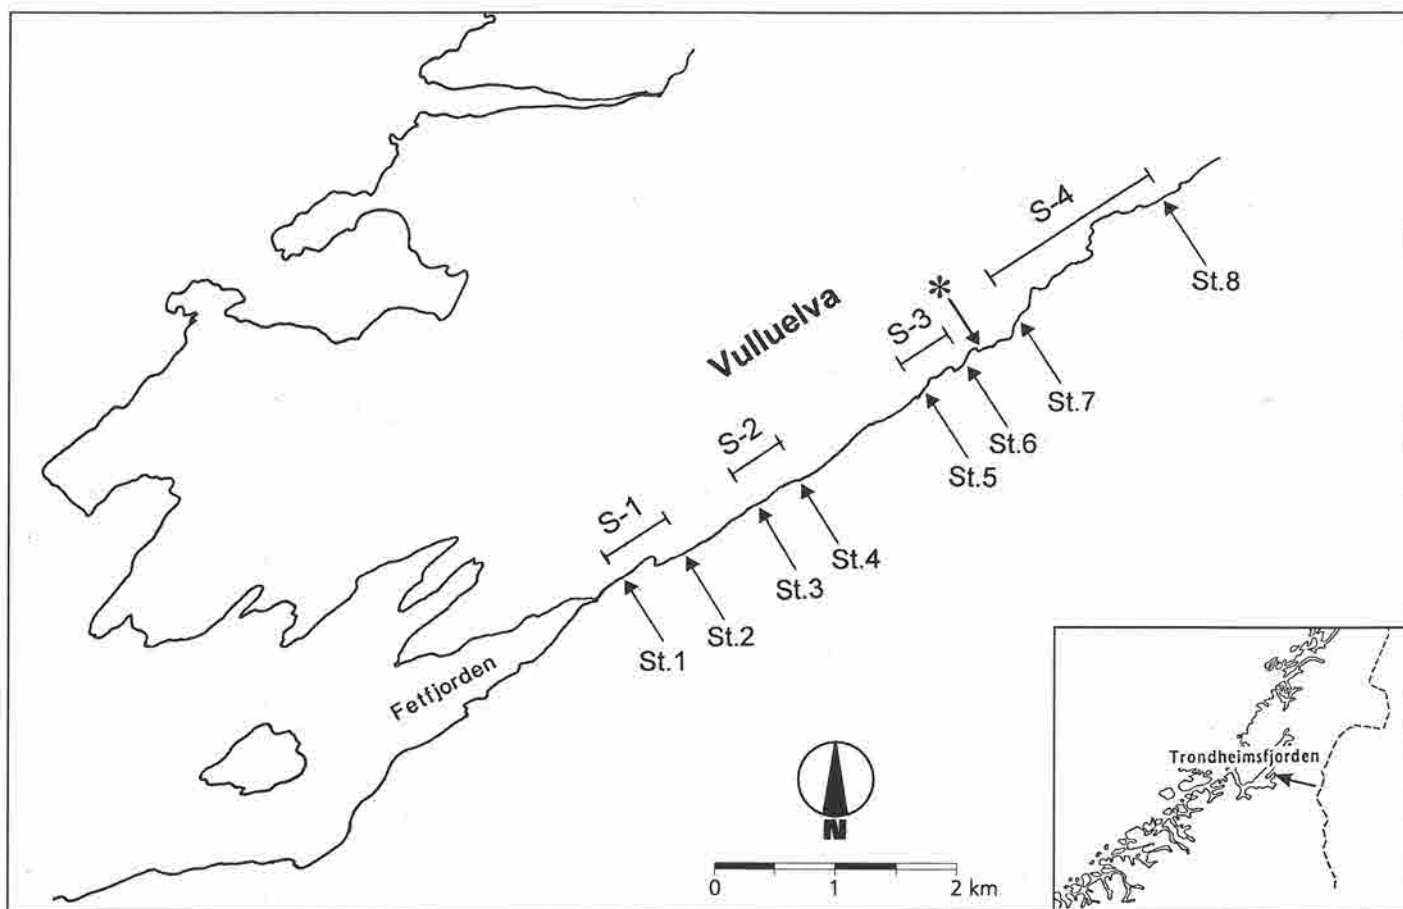 S-4
St.8
*
Vulluelva
S-3
St.7
St.6
S-2
St.5
S-1
St.4
St.3
St.2
St.1
Fetfjorden
Trondheimsfjorden
N
0 1 2 km